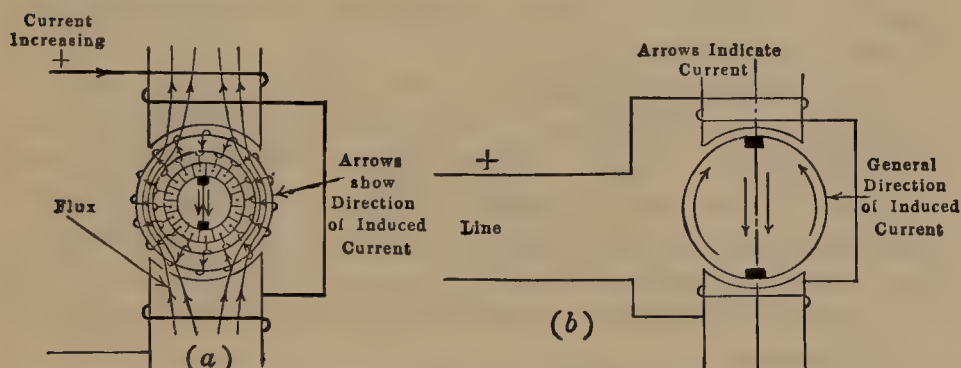 Current
Increasing
+
Flux
Arrows
show
Direction
of Induced
Current
(a)
Arrows Indicate
Current
+
Line
General
Direction
of Induced
Current
(b)